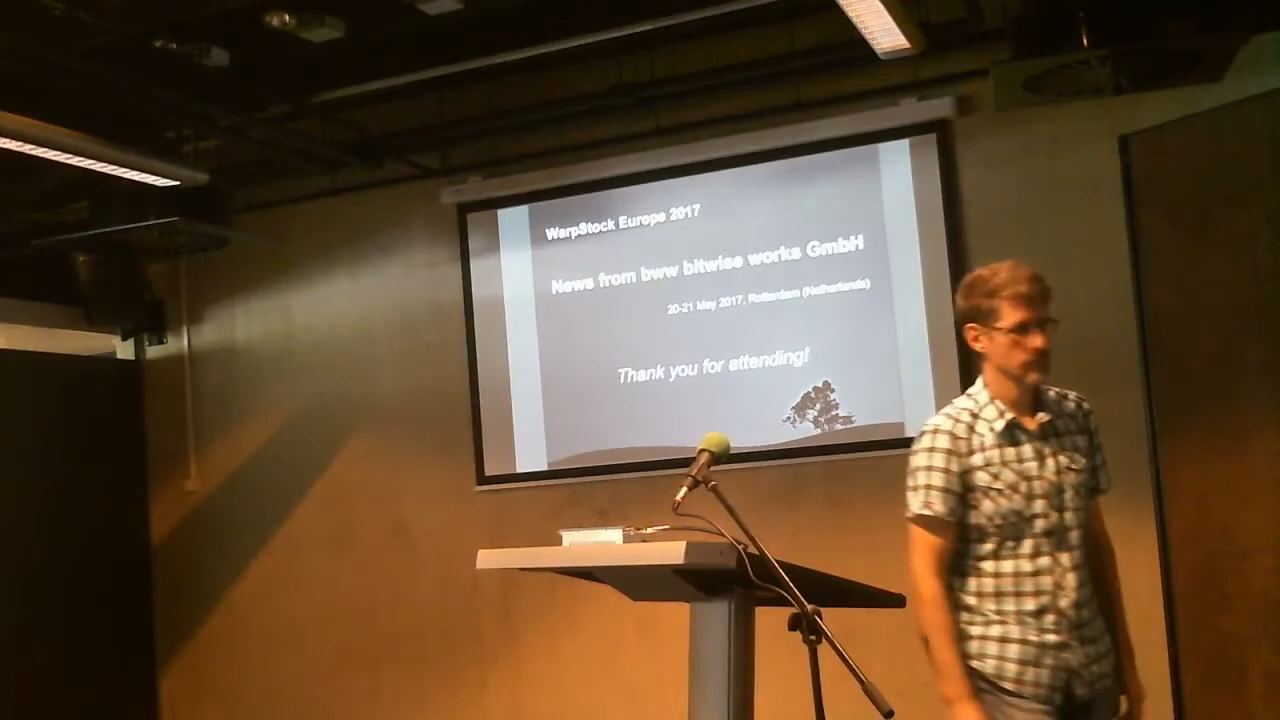 WarpStock Europe 2017
News from bww bitwise works GmbH
20-21 May 2017, Rotterdam (Netherlands)
Thank you for attending!